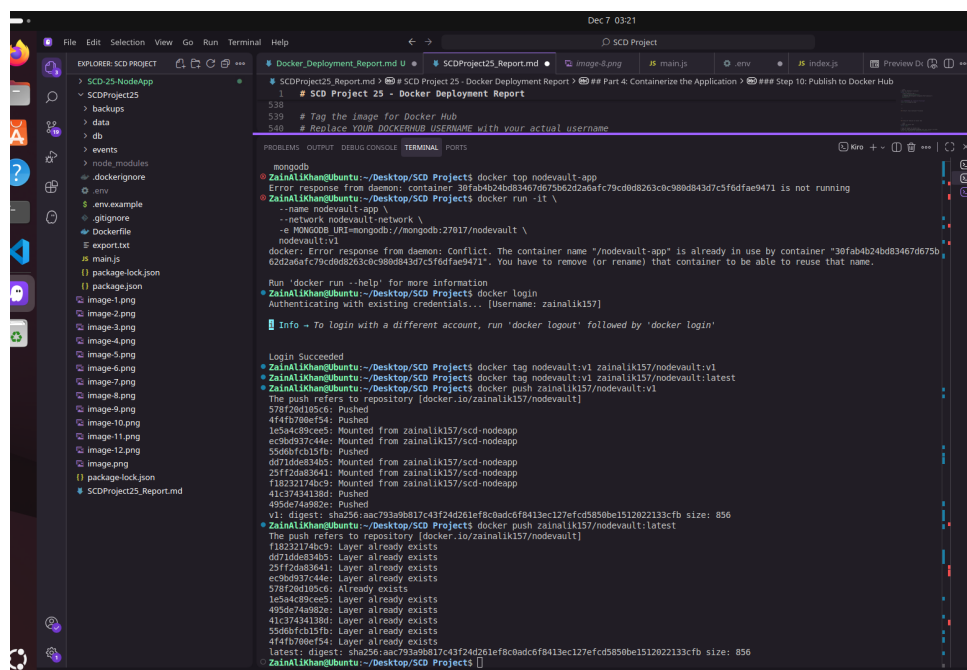 Dec 7 03:21
File Edit Selection View Go Run Terminal Help
SCD Project
EXPLORER: SCD PROJECT
Docker_Deployment_Report.md U
SCDProject25_Report.md
image-8.png
JS main.js
.env
JS index.js
SCDProject25_Report.md > # SCD Project 25 - Docker Deployment Report > ## Part 4: Containerize the Application > ### Step 10: Publish to Docker Hub
1 # SCD Project 25 - Docker Deployment Report
538
539 # Tag the image for Docker Hub
540 # Replace YOUR_DOCKERHUB_USERNAME with your actual username
SCD-25-NodeApp
SCDProject25
backups
data
db
events
node_modules
.dockerignore
.env
$ .env.example
.gitignore
Dockerfile
export.txt
JS main.js
{} package-lock.json
{} package.json
image-1.png
image-2.png
image-3.png
image-4.png
image-5.png
image-6.png
image-7.png
image-8.png
image-9.png
image-10.png
image-11.png
image-12.png
image.png
{} package-lock.json
SCDProject25_Report.md
PROBLEMS OUTPUT DEBUG CONSOLE TERMINAL PORTS
Kiro
mongodb
ZainAliKhan@Ubuntu:~/Desktop/SCD Project$ docker top nodevault-app
Error response from daemon: container 30fab4b24bd83467d675b62d2a6afc79cd0d8263c0c980d843d7c5f6dfae9471 is not running
ZainAliKhan@Ubuntu:~/Desktop/SCD Project$ docker run -it \
--name nodevault-app \
--network nodevault-network \
-e MONGODB_URI=mongodb://mongodb:27017/nodevault \
nodevault:v1
docker: Error response from daemon: Conflict. The container name "/nodevault-app" is already in use by container "30fab4b24bd83467d675b
62d2a6afc79cd0d8263c0c980d843d7c5f6dfae9471". You have to remove (or rename) that container to be able to reuse that name.
Run 'docker run --help' for more information
ZainAliKhan@Ubuntu:~/Desktop/SCD Project$ docker login
Authenticating with existing credentials... [Username: zainalik157]
i Info → To login with a different account, run 'docker logout' followed by 'docker login'
Login Succeeded
ZainAliKhan@Ubuntu:~/Desktop/SCD Project$ docker tag nodevault:v1 zainalik157/nodevault:v1
ZainAliKhan@Ubuntu:~/Desktop/SCD Project$ docker tag nodevault:v1 zainalik157/nodevault:latest
ZainAliKhan@Ubuntu:~/Desktop/SCD Project$ docker push zainalik157/nodevault:v1
The push refers to repository [docker.io/zainalik157/nodevault]
578f20d105c6: Pushed
4f4fb700ef54: Pushed
1e5a4c89cee5: Mounted from zainalik157/scd-nodeapp
ec9bd937c44e: Mounted from zainalik157/scd-nodeapp
55d6bfcb15fb: Pushed
dd71dde834b5: Mounted from zainalik157/scd-nodeapp
25ff2da83641: Mounted from zainalik157/scd-nodeapp
f18232174bc9: Mounted from zainalik157/scd-nodeapp
41c37434138d: Pushed
495de74a982e: Pushed
v1: digest: sha256:aac793a9b817c43f24d261ef8c0adc6f8413ec127efcd5850be1512022133cfb size: 856
ZainAliKhan@Ubuntu:~/Desktop/SCD Project$ docker push zainalik157/nodevault:latest
The push refers to repository [docker.io/zainalik157/nodevault]
f18232174bc9: Layer already exists
dd71dde834b5: Layer already exists
25ff2da83641: Layer already exists
ec9bd937c44e: Layer already exists
578f20d105c6: Already exists
1e5a4c89cee5: Layer already exists
495de74a982e: Layer already exists
41c37434138d: Layer already exists
55d6bfcb15fb: Layer already exists
4f4fb700ef54: Layer already exists
latest: digest: sha256:aac793a9b817c43f24d261ef8c0adc6f8413ec127efcd5850be1512022133cfb size: 856
ZainAliKhan@Ubuntu:~/Desktop/SCD Project$